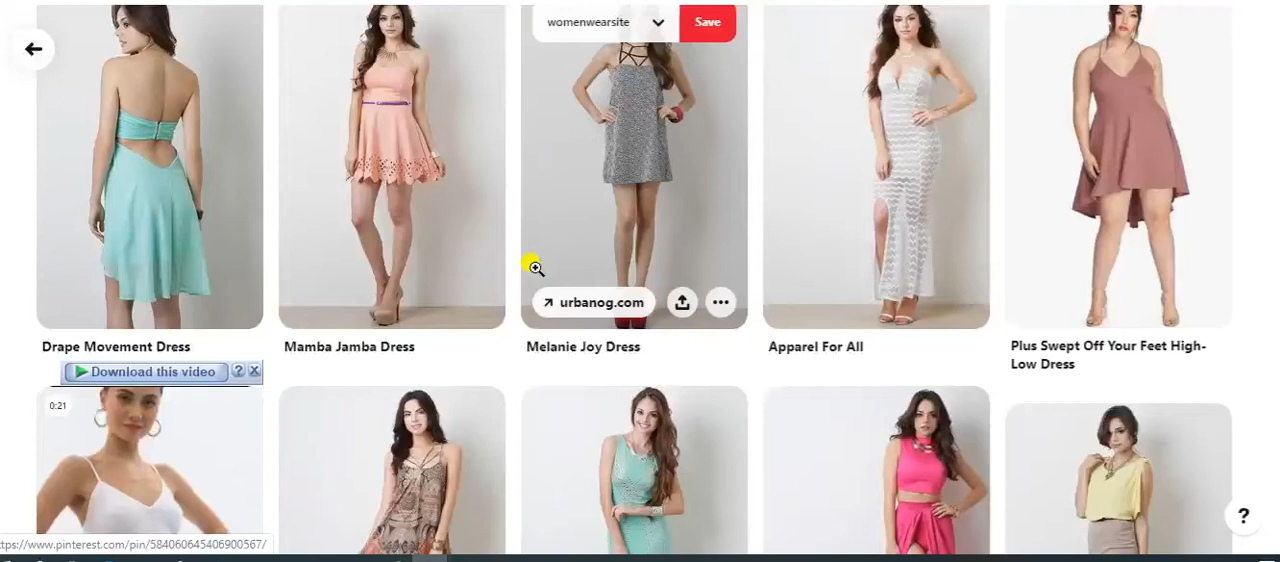 womenwearsite
Save
urbanog.com
Drape Movement Dress
Mamba Jamba Dress
Melanie Joy Dress
Apparel For All
Plus Swept Off Your Feet High-
Low Dress
Download this video
?
0:21
?
ttps://www.pinterest.com/pin/584060645406900567/